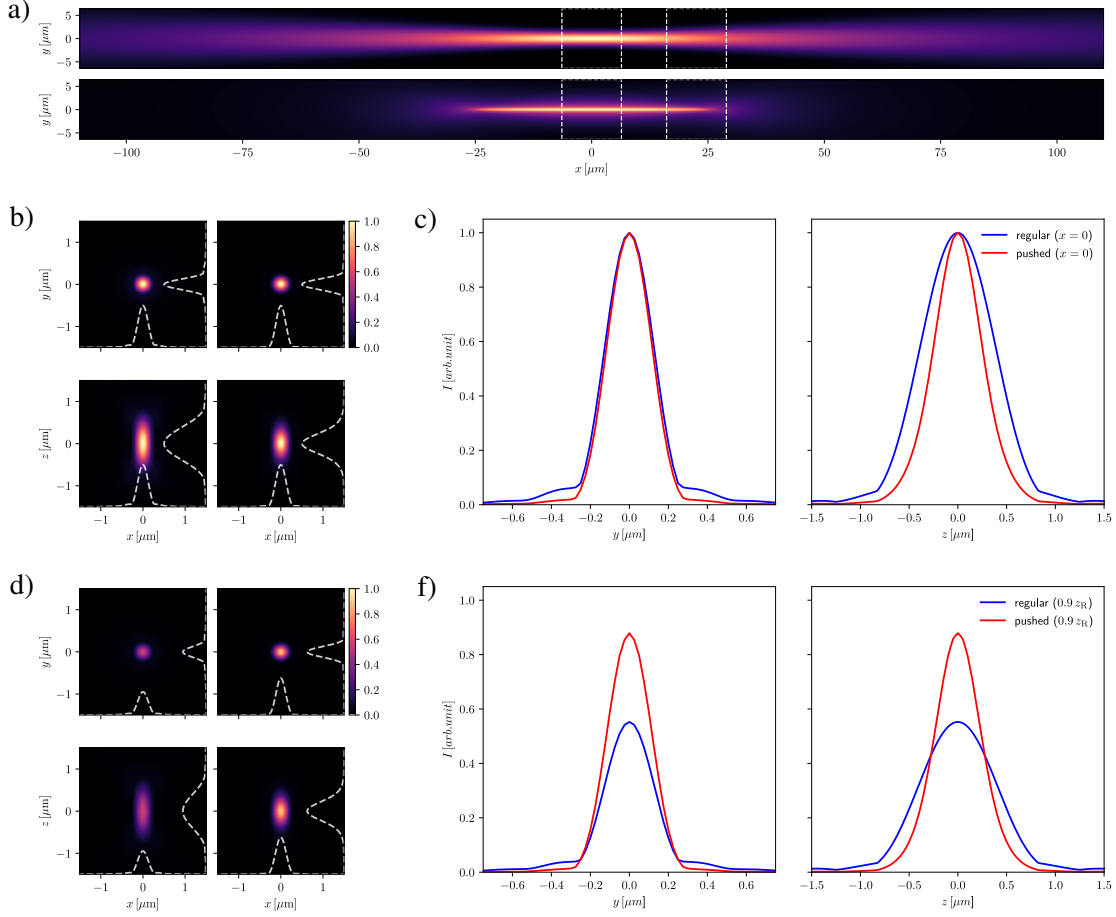 a)
y [μm]
5
0
−5
y [μm]
5
0
−5
−100 −75 −50 −25 0 25 50 75 100
x [μm]
b)
y [μm]
1
0
−1
1.0
0.8
0.6
0.4
0.2
0.0
z [μm]
1
0
−1
−1 0 1
−1 0 1
x [μm]
x [μm]
c)
I [arb.unit]
1.0
0.8
0.6
0.4
0.2
0.0
−0.6 −0.4 −0.2 0.0 0.2 0.4 0.6
y [μm]
regular (x = 0)
pushed (x = 0)
−1.5 −1.0 −0.5 0.0 0.5 1.0 1.5
z [μm]
d)
y [μm]
1
0
−1
1.0
0.8
0.6
0.4
0.2
0.0
z [μm]
1
0
−1
−1 0 1
−1 0 1
x [μm]
x [μm]
f)
I [arb.unit]
1.0
0.8
0.6
0.4
0.2
0.0
−0.6 −0.4 −0.2 0.0 0.2 0.4 0.6
y [μm]
regular (0.9 zR)
pushed (0.9 zR)
−1.5 −1.0 −0.5 0.0 0.5 1.0 1.5
z [μm]